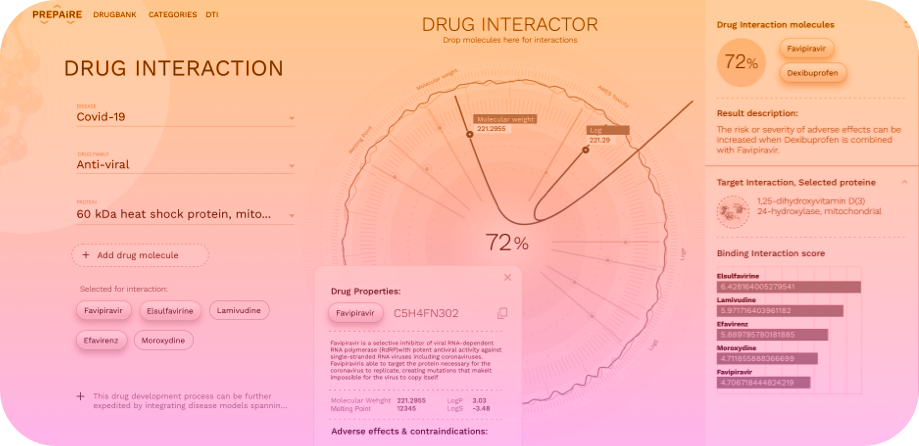 PREPAiRE
DRUGBANK
CATEGORIES
DTI
DRUG INTERACTION
DISEASE
Covid-19
DRUG FAMILY
Anti-viral
PROTEIN
60 kDa heat shock protein, mito...
+ Add drug molecule
Selected for interaction:
Favipiravir
Elsulfavirine
Lamivudine
Efavirenz
Moroxydine
+ This drug development process can be further
expedited by integrating disease models spannin...
DRUG INTERACTOR
Drop molecules here for interactions
Molecular weight
AMES Toxicity
Melting Point
LogP
LogS
Molecular weight
221.2955
Log
221.29
72%
Drug Properties:
Favipiravir
C5H4FN302
Favipiravir is a selective inhibitor of viral RNA-dependent
RNA polymerase (RdRP)with potent antiviral activity against
single-stranded RNA viruses including coronaviruses.
Favipiraviris able to target the protein necessary for the
coronavirus to replicate, creating mutations that makeit
impossible for the virus to copy itself
Molecular Wehight 221.2955
LogP 3.03
Malting Point 12345
LogS -3.48
Adverse effects & contraindications:
Drug Interaction molecules
72%
Favipiravir
Dexibuprofen
Result description:
The risk or severity of adverse effects can be
increased when Dexibuprofen is combined
with Favipiravir.
Target Interaction, Selected proteine
1,25-dihydroxyvitamin D(3)
24-hydroxylase, mitochondrial
Binding Interaction score
Elsulfavirine
6.428164005279541
Lamivudine
5.971716403961182
Efavirenz
5.889795780181885
Moroxydine
4.711855888366699
Favipiravir
4.706718444824219